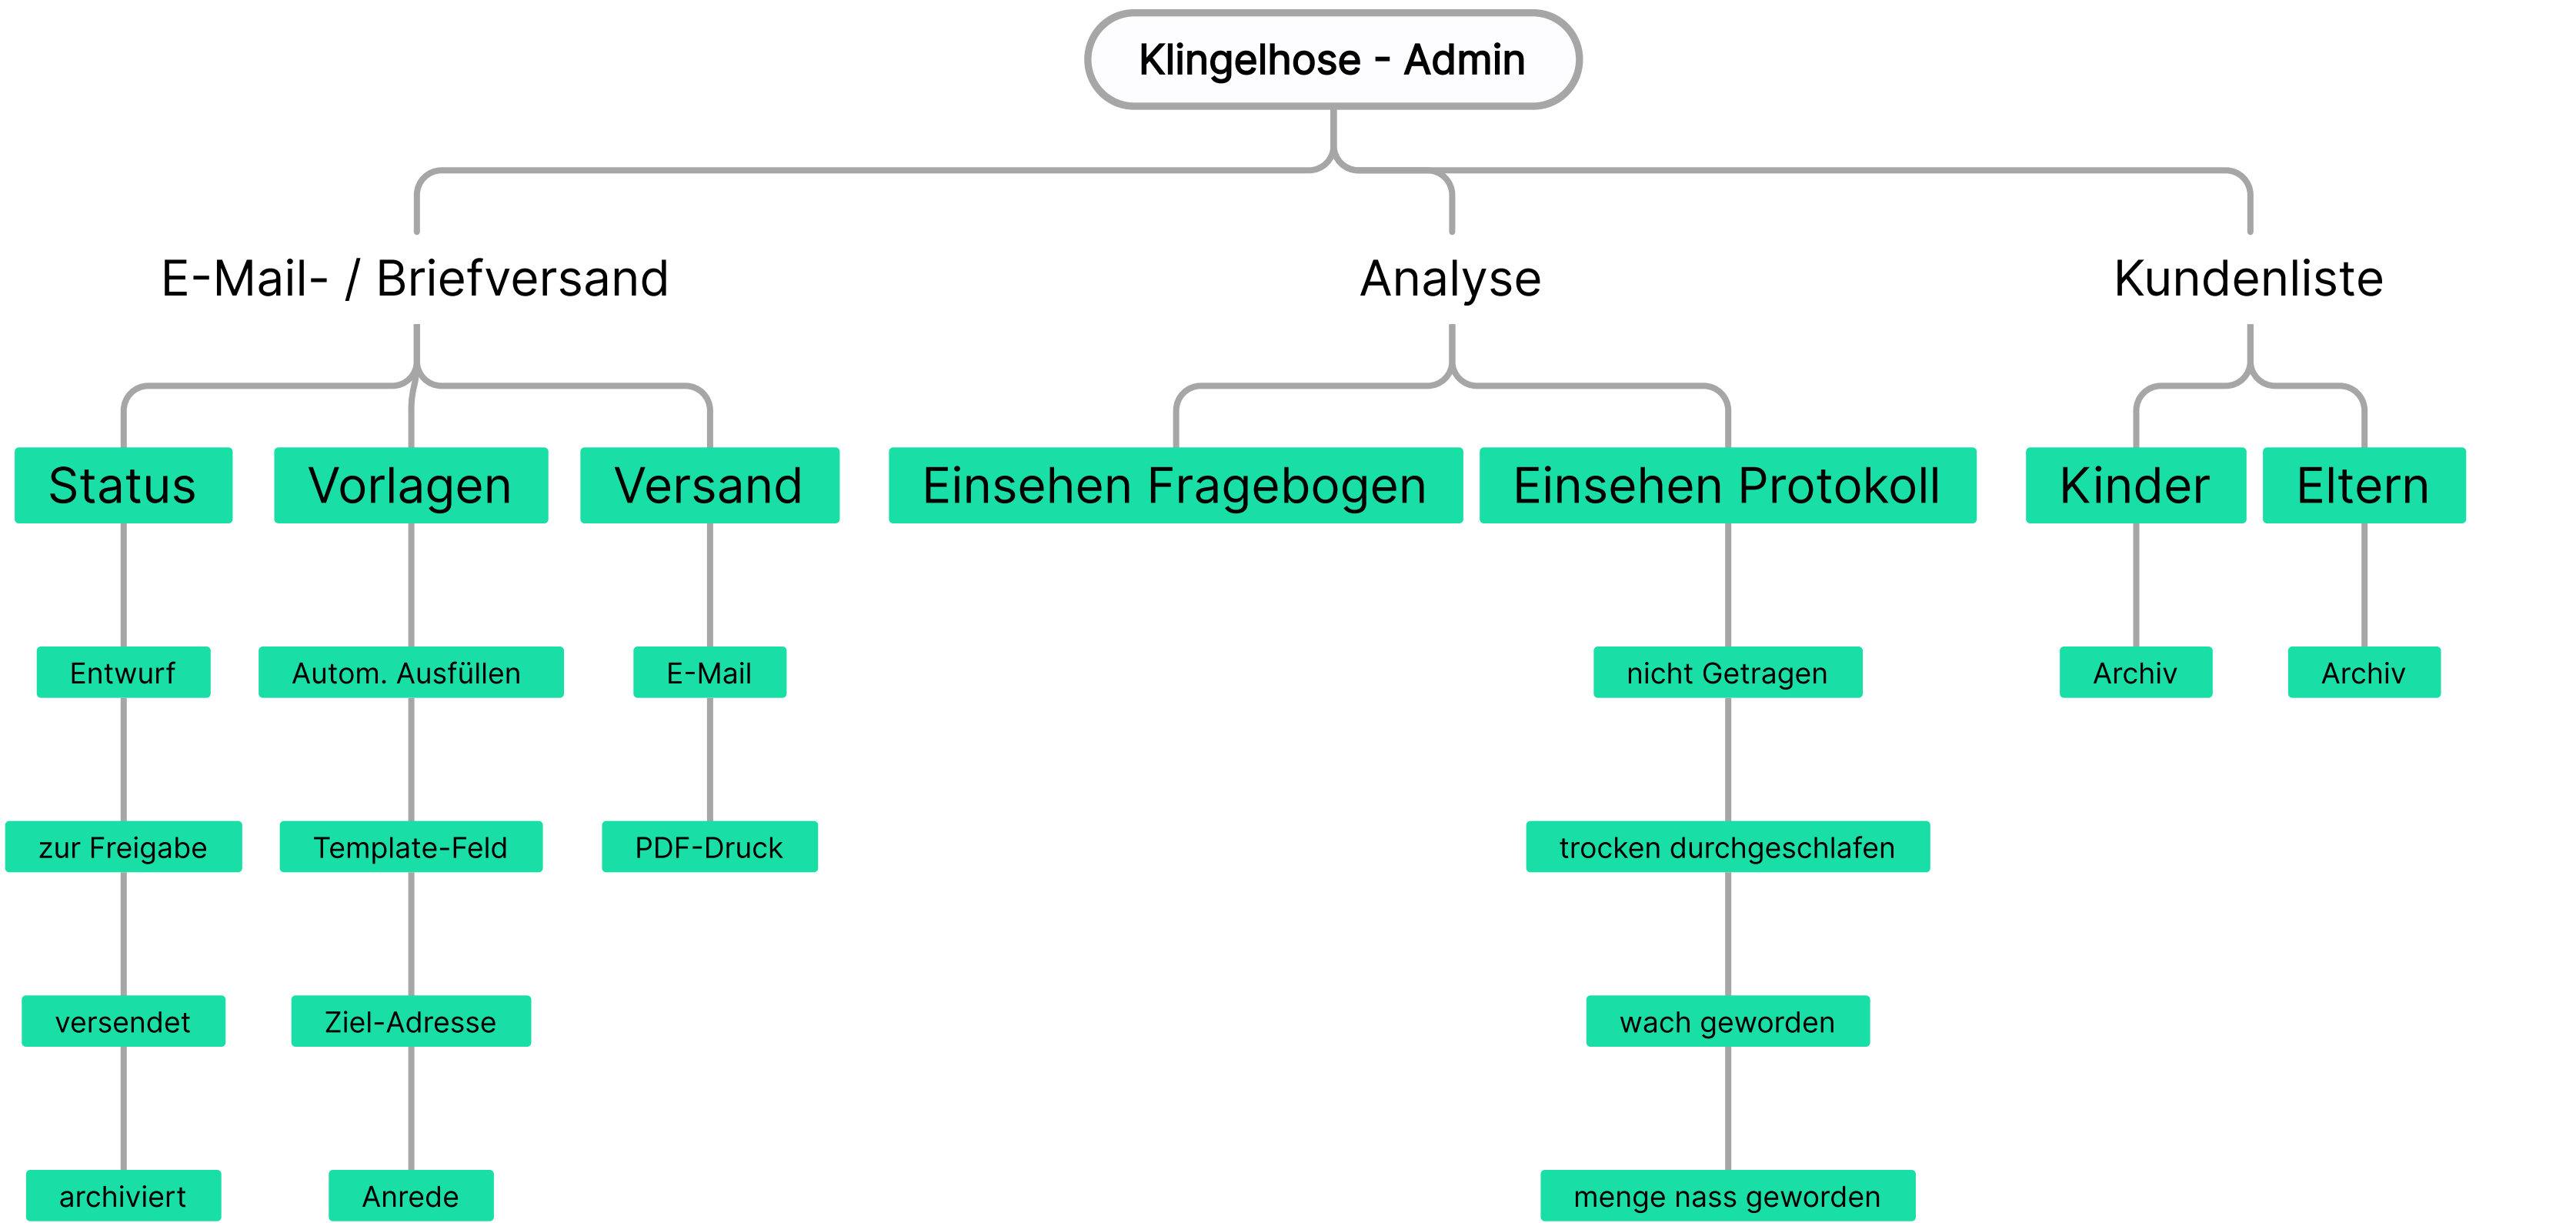 Klingelhose - Admin
E-Mail- / Briefversand
Analyse
Kundenliste
Status
Vorlagen
Versand
Einsehen Fragebogen
Einsehen Protokoll
Kinder
Eltern
Entwurf
Autom. Ausfüllen
E-Mail
nicht Getragen
Archiv
Archiv
zur Freigabe
Template-Feld
PDF-Druck
trocken durchgeschlafen
versendet
Ziel-Adresse
wach geworden
archiviert
Anrede
menge nass geworden